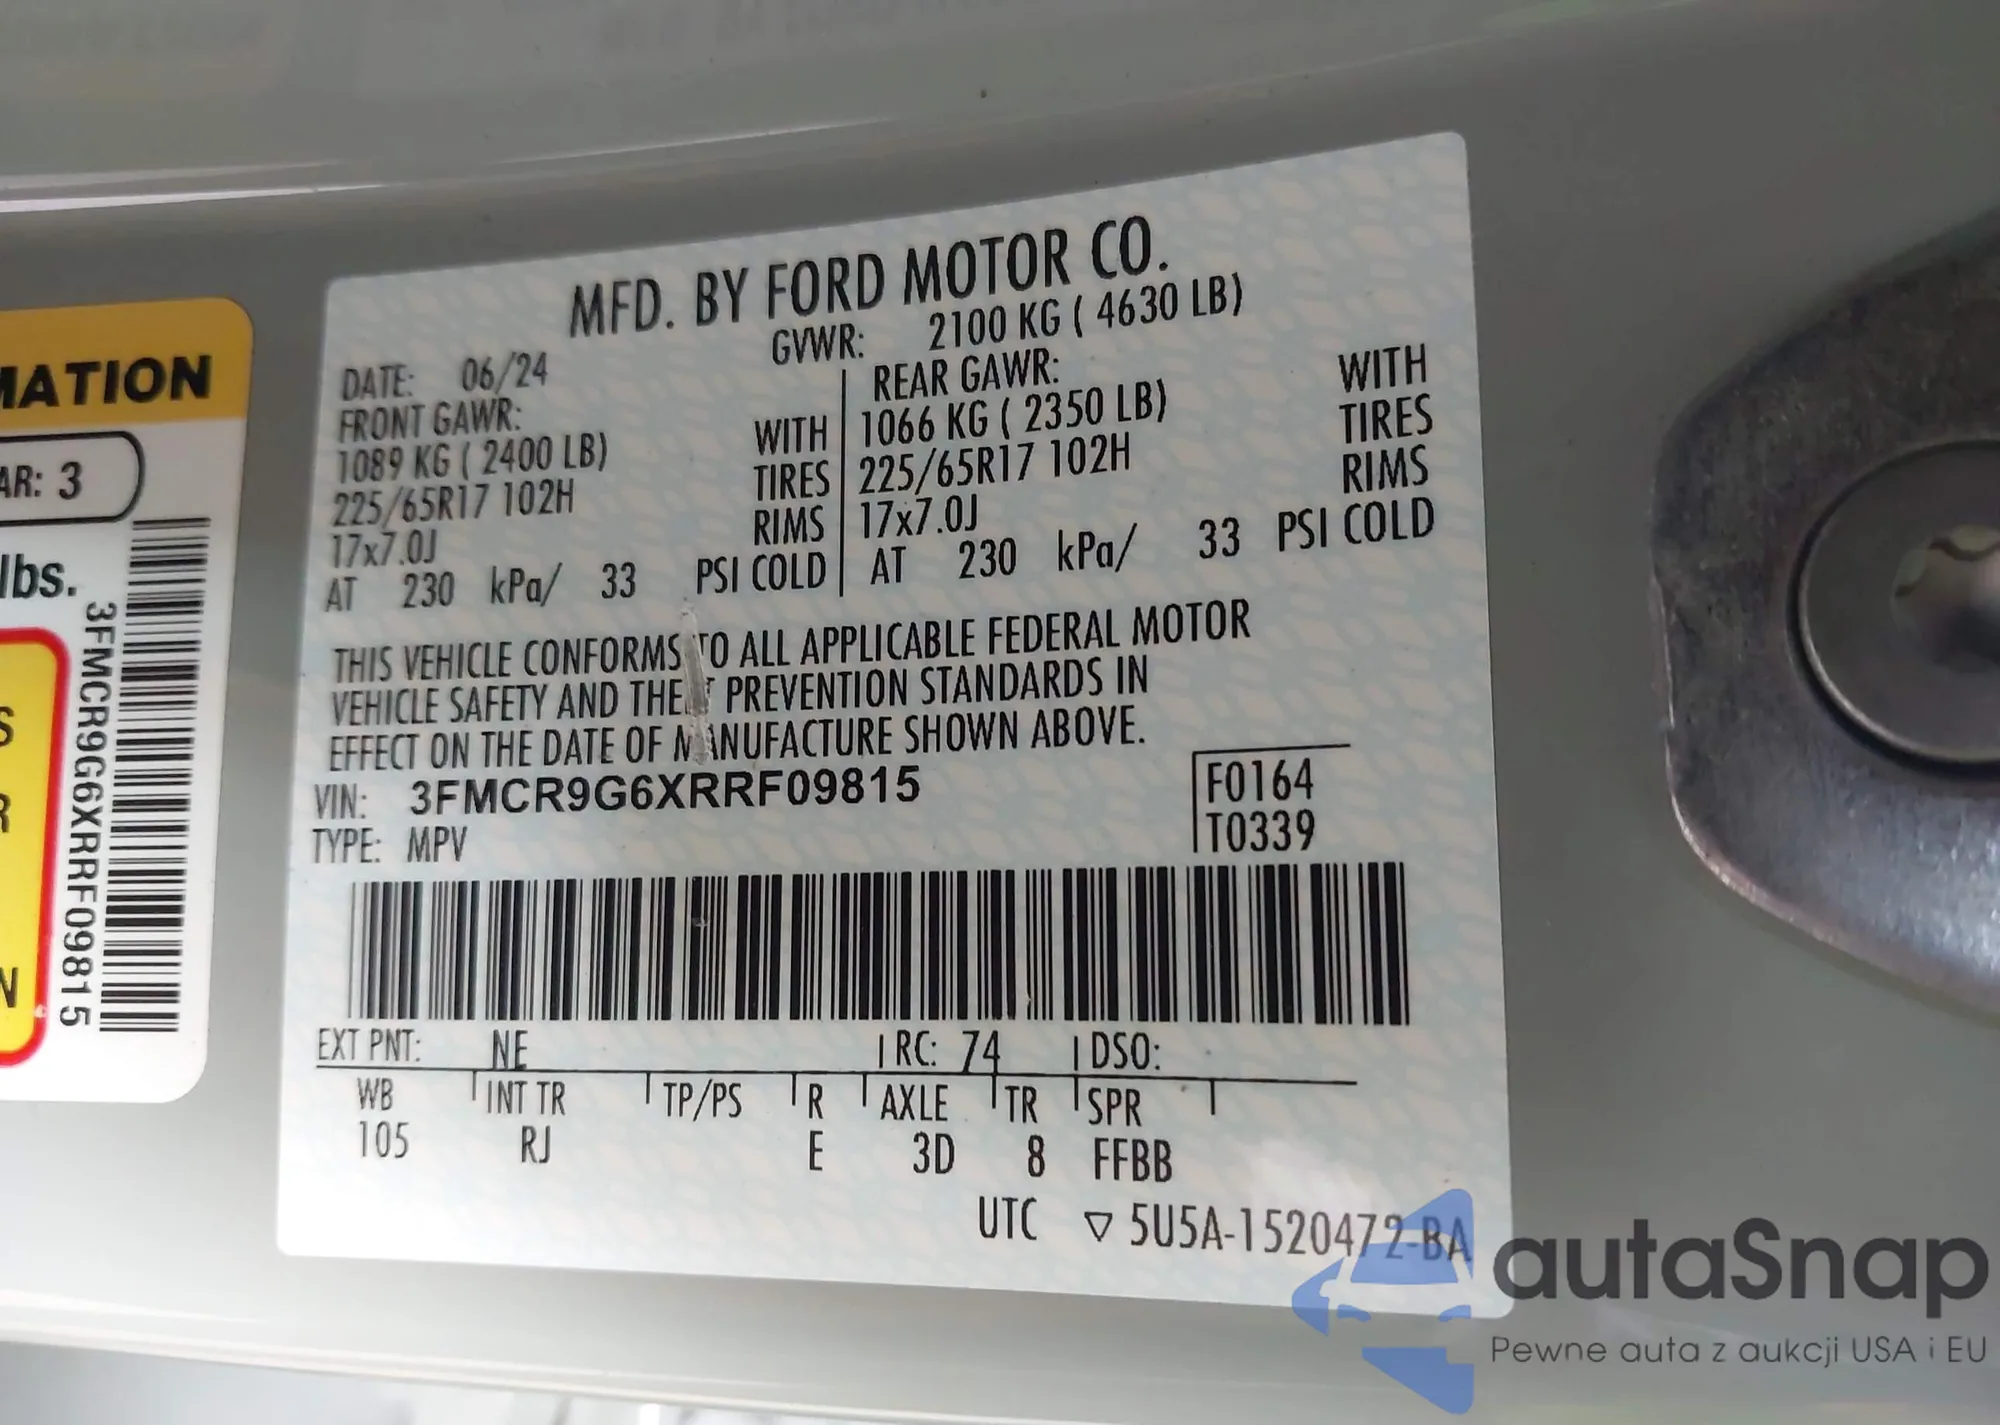 MATION
AR: 3
lbs.
3FMCR9G6XRRF09815
S
R
N
MFD. BY FORD MOTOR CO.
DATE: 06/24 GVWR: 2100 KG ( 4630 LB)
FRONT GAWR: REAR GAWR:
1089 KG ( 2400 LB) WITH 1066 KG ( 2350 LB) WITH
225/65R17 102H TIRES 225/65R17 102H TIRES
17x7.0J RIMS 17x7.0J RIMS
AT 230 kPa/ 33 PSI COLD AT 230 kPa/ 33 PSI COLD
THIS VEHICLE CONFORMS TO ALL APPLICABLE FEDERAL MOTOR
VEHICLE SAFETY AND THEFT PREVENTION STANDARDS IN
EFFECT ON THE DATE OF MANUFACTURE SHOWN ABOVE.
VIN: 3FMCR9G6XRRF09815
TYPE: MPV
F0164
T0339
EXT PNT: NE RC: 74 DSO:
WB INT TR TP/PS R AXLE TR SPR
105 RJ E 3D 8 FFBB
UTC ▽ 5U5A-1520472-BA
autaSnap
Pewne auta z aukcji USA i EU